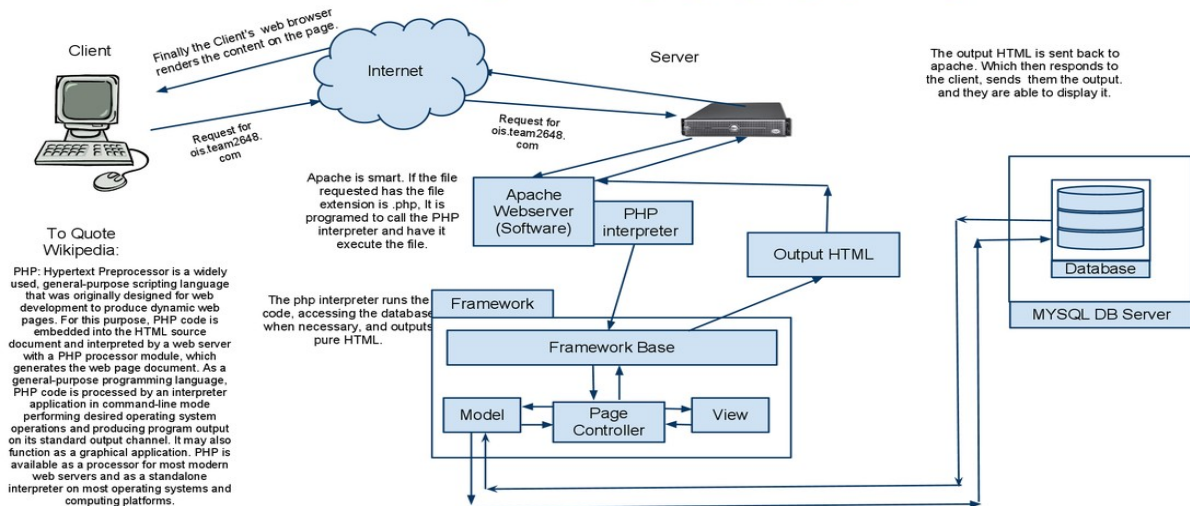 Client
Finally the Client's web browser
renders the content on the page.
Internet
Request for
ois.team2648.
com
Request for
ois.team2648.
com
Server
The output HTML is sent back to
apache. Which then responds to
the client, sends them the output.
and they are able to display it.
Apache is smart. If the file
requested has the file
extension is .php, It is
programed to call the PHP
interpreter and have it
execute the file.
Apache
Webserver
(Software)
PHP
interpreter
Output HTML
Database
MYSQL DB Server
To Quote
Wikipedia:
PHP: Hypertext Preprocessor is a widely
used, general-purpose scripting language
that was originally designed for web
development to produce dynamic web
pages. For this purpose, PHP code is
embedded into the HTML source
document and interpreted by a web server
with a PHP processor module, which
generates the web page document. As a
general-purpose programming language,
PHP code is processed by an interpreter
application in command-line mode
performing desired operating system
operations and producing program output
on its standard output channel. It may also
function as a graphical application. PHP is
available as a processor for most modern
web servers and as a standalone
interpreter on most operating systems and
computing platforms.
The php interpreter runs the
code, accessing the database
when necessary, and outputs
pure HTML.
Framework
Framework Base
Model
Page
Controller
View